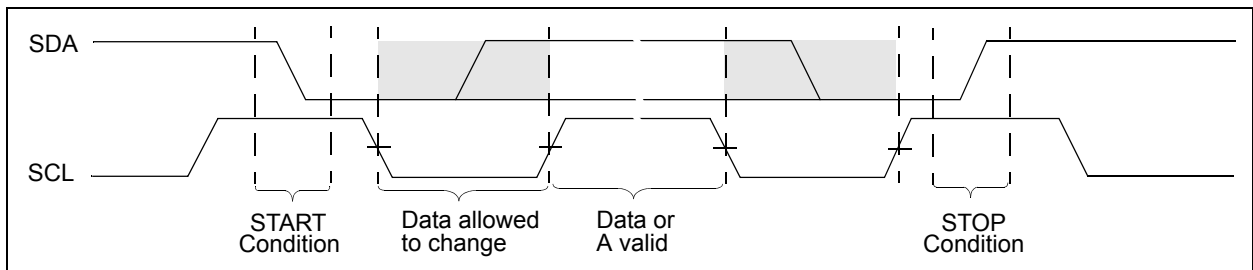 SDA
SCL
START
Condition
Data allowed
to change
Data or
A valid
STOP
Condition